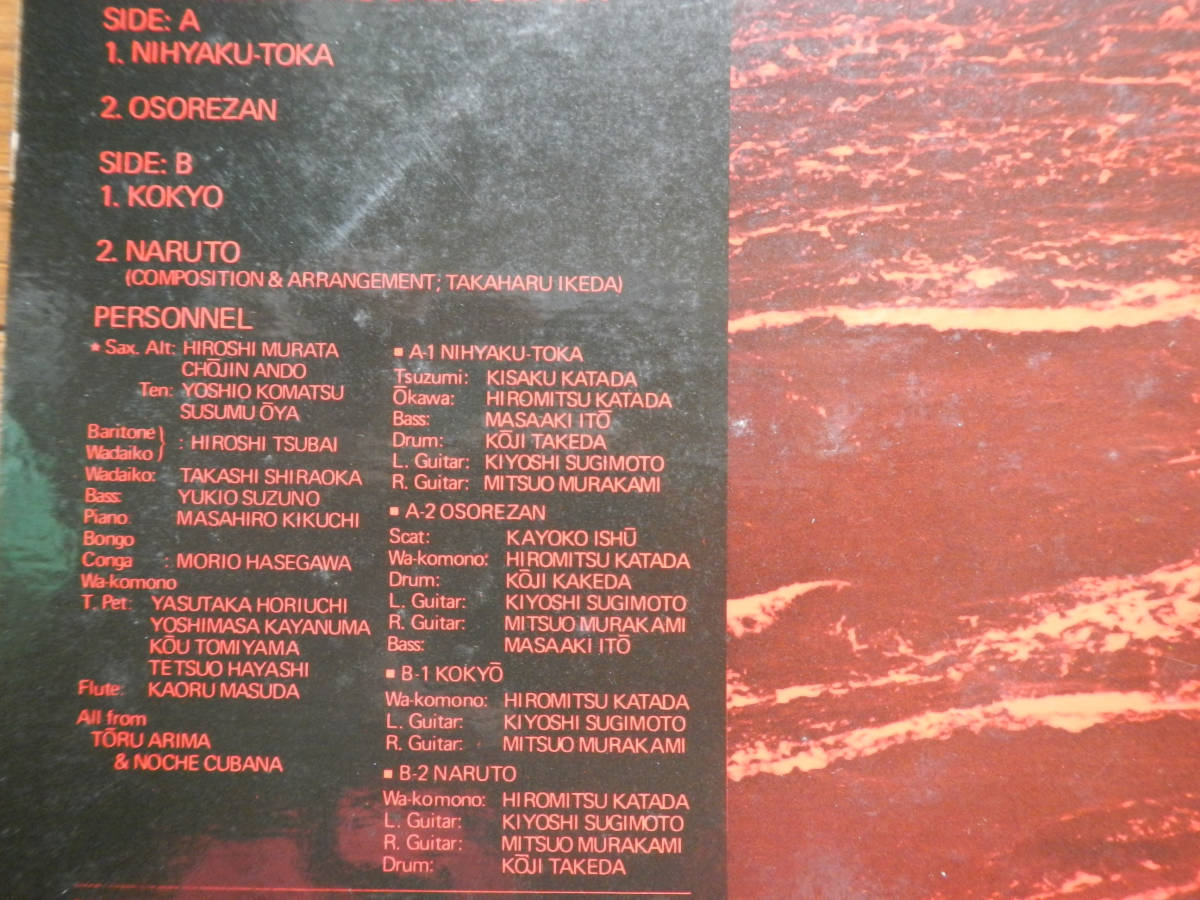 SIDE: A
1. NIHYAKU-TOKA
2. OSOREZAN
SIDE: B
1. KOKYO
2. NARUTO
(COMPOSITION & ARRANGEMENT; TAKAHARU IKEDA)
PERSONNEL
★ Sax. Alt: HIROSHI MURATA
CHŌJIN ANDO
Ten: YOSHIO KOMATSU
SUSUMU ŌYA
Baritone
Wadaiko } : HIROSHI TSUBAI
Wadaiko: TAKASHI SHIRAOKA
Bass: YUKIO SUZUNO
Piano MASAHIRO KIKUCHI
Bongo
Conga : MORIO HASEGAWA
Wa-komono
T. Pet: YASUTAKA HORIUCHI
YOSHIMASA KAYANUMA
KŌU TOMIYAMA
TETSUO HAYASHI
Flute: KAORU MASUDA
All from
TŌRU ARIMA
& NOCHE CUBANA
■ A-1 NIHYAKU-TOKA
Tsuzumi: KISAKU KATADA
Ōkawa: HIROMITSU KATADA
Bass: MASAAKI ITŌ
Drum: KŌJI TAKEDA
L. Guitar: KIYOSHI SUGIMOTO
R. Guitar: MITSUO MURAKAMI
■ A-2 OSOREZAN
Scat: KAYOKO ISHŪ
Wa-komono: HIROMITSU KATADA
Drum: KŌJI KAKEDA
L. Guitar: KIYOSHI SUGIMOTO
R. Guitar: MITSUO MURAKAMI
Bass: MASAAKI ITŌ
■ B-1 KOKYŌ
Wa-komono: HIROMITSU KATADA
L. Guitar: KIYOSHI SUGIMOTO
R. Guitar: MITSUO MURAKAMI
■ B-2 NARUTO
Wa-komono: HIROMITSU KATADA
L. Guitar: KIYOSHI SUGIMOTO
R. Guitar: MITSUO MURAKAMI
Drum: KŌJI TAKEDA